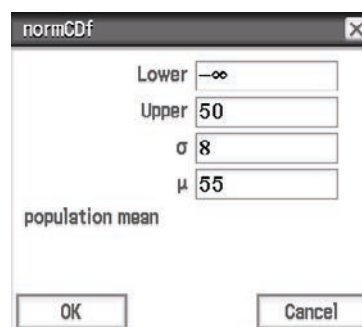 normCDf
Lower -∞
Upper 50
σ 8
μ 55
population mean
OK Cancel